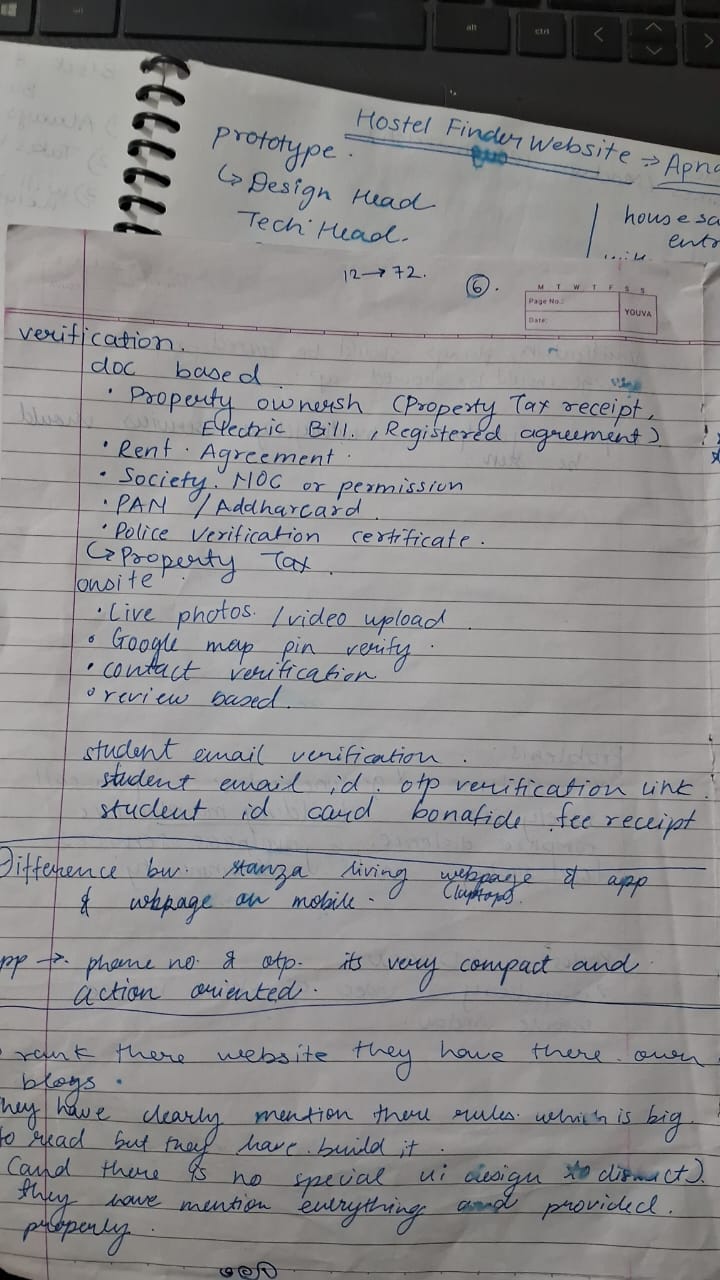 alt
ctrl
Hostel Finder Website → Apna
prototype.
↳ Design Head
Tech Head.
house sa
entr
12 → 72.
6.
M T W T F S S
Page No.:
Date:
YOUVA
verification.
doc based
• Property ownersh (Property Tax receipt,
Electric Bill. , Registered agreement)
• Rent Agreement.
• Society. NOC or permission
• PAN / Addharcard
• Police verification certificate.
↳ Property Tax
onsite
• Live photos. / video upload
• Google map pin verify.
• contact verification
• review based.
student email verification.
student email id. otp verification link.
student id card bonafide fee receipt
Difference bw. stanza living webpage & app
(laptops).
& webpage on mobile.
pp → phone no. & otp. its very compact and
action oriented.
rank there website they have there own
blogs.
hey have clearly mention there rules. which is big.
to read but they have build it.
(and there is no special ui design to distract).
they have mention everything and provided.
properly.